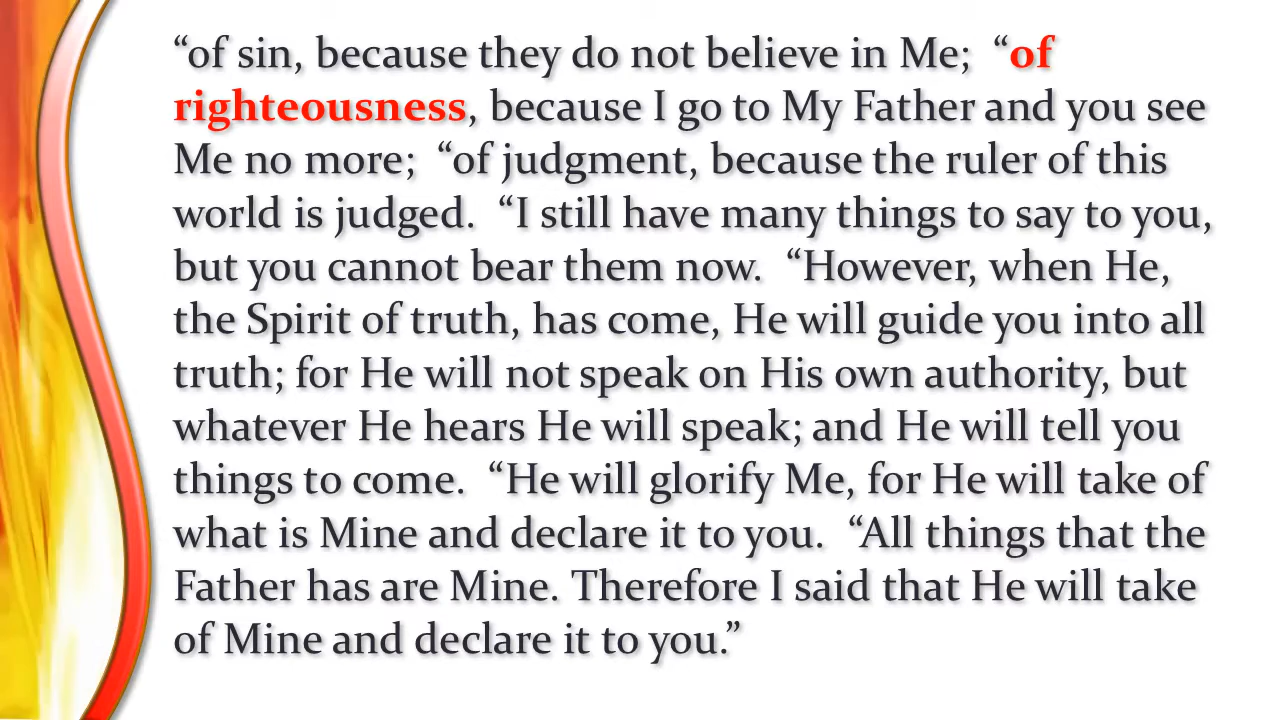 “of sin, because they do not believe in Me;  “of
righteousness, because I go to My Father and you see
Me no more;  “of judgment, because the ruler of this
world is judged.  “I still have many things to say to you,
but you cannot bear them now.  “However, when He,
the Spirit of truth, has come, He will guide you into all
truth; for He will not speak on His own authority, but
whatever He hears He will speak; and He will tell you
things to come.  “He will glorify Me, for He will take of
what is Mine and declare it to you.  “All things that the
Father has are Mine. Therefore I said that He will take
of Mine and declare it to you.”